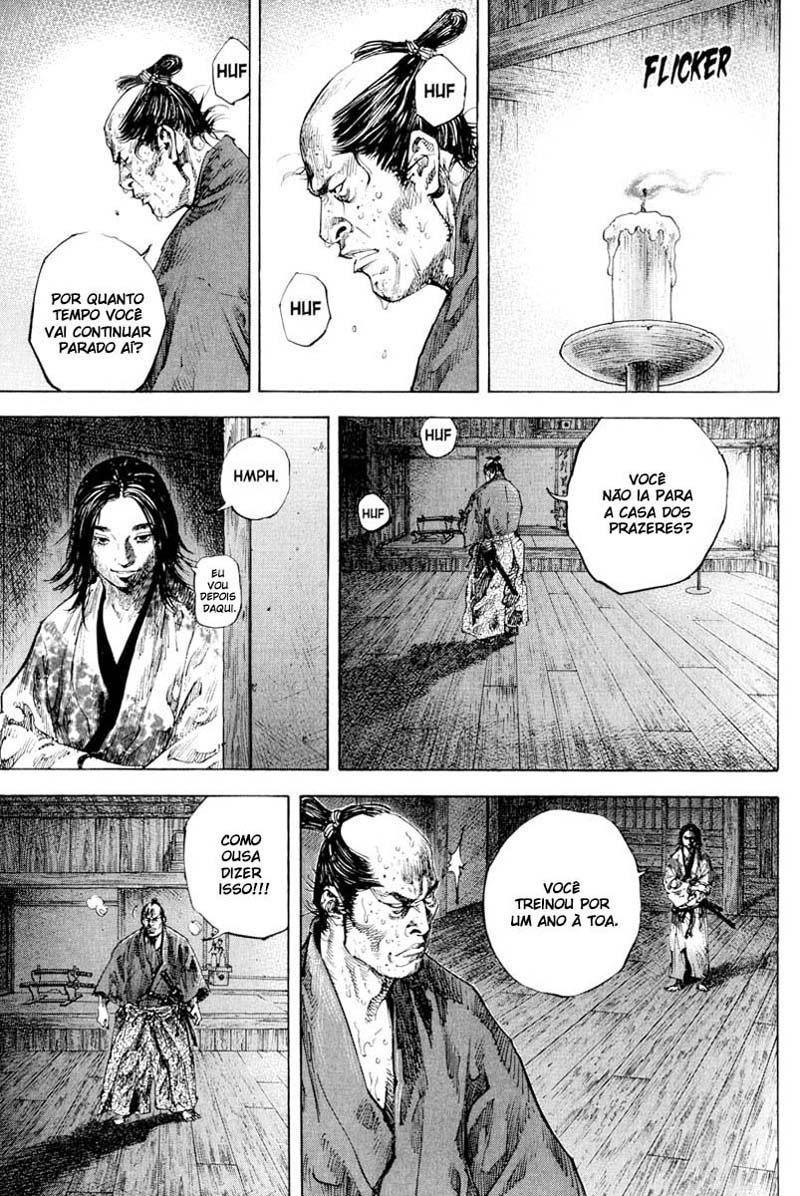 FLICKER
HUF
HUF
HUF
POR QUANTO
TEMPO VOCÊ
VAI CONTINUAR
PARADO AÍ?
VOCÊ
NÃO IA PARA
A CASA DOS
PRAZERES?
HUF
HUF
HMPH.
EU
VOU
DEPOIS
DAQUI.
VOCÊ
TREINOU POR
UM ANO À TOA.
COMO
OUSA
DIZER
ISSO!!!